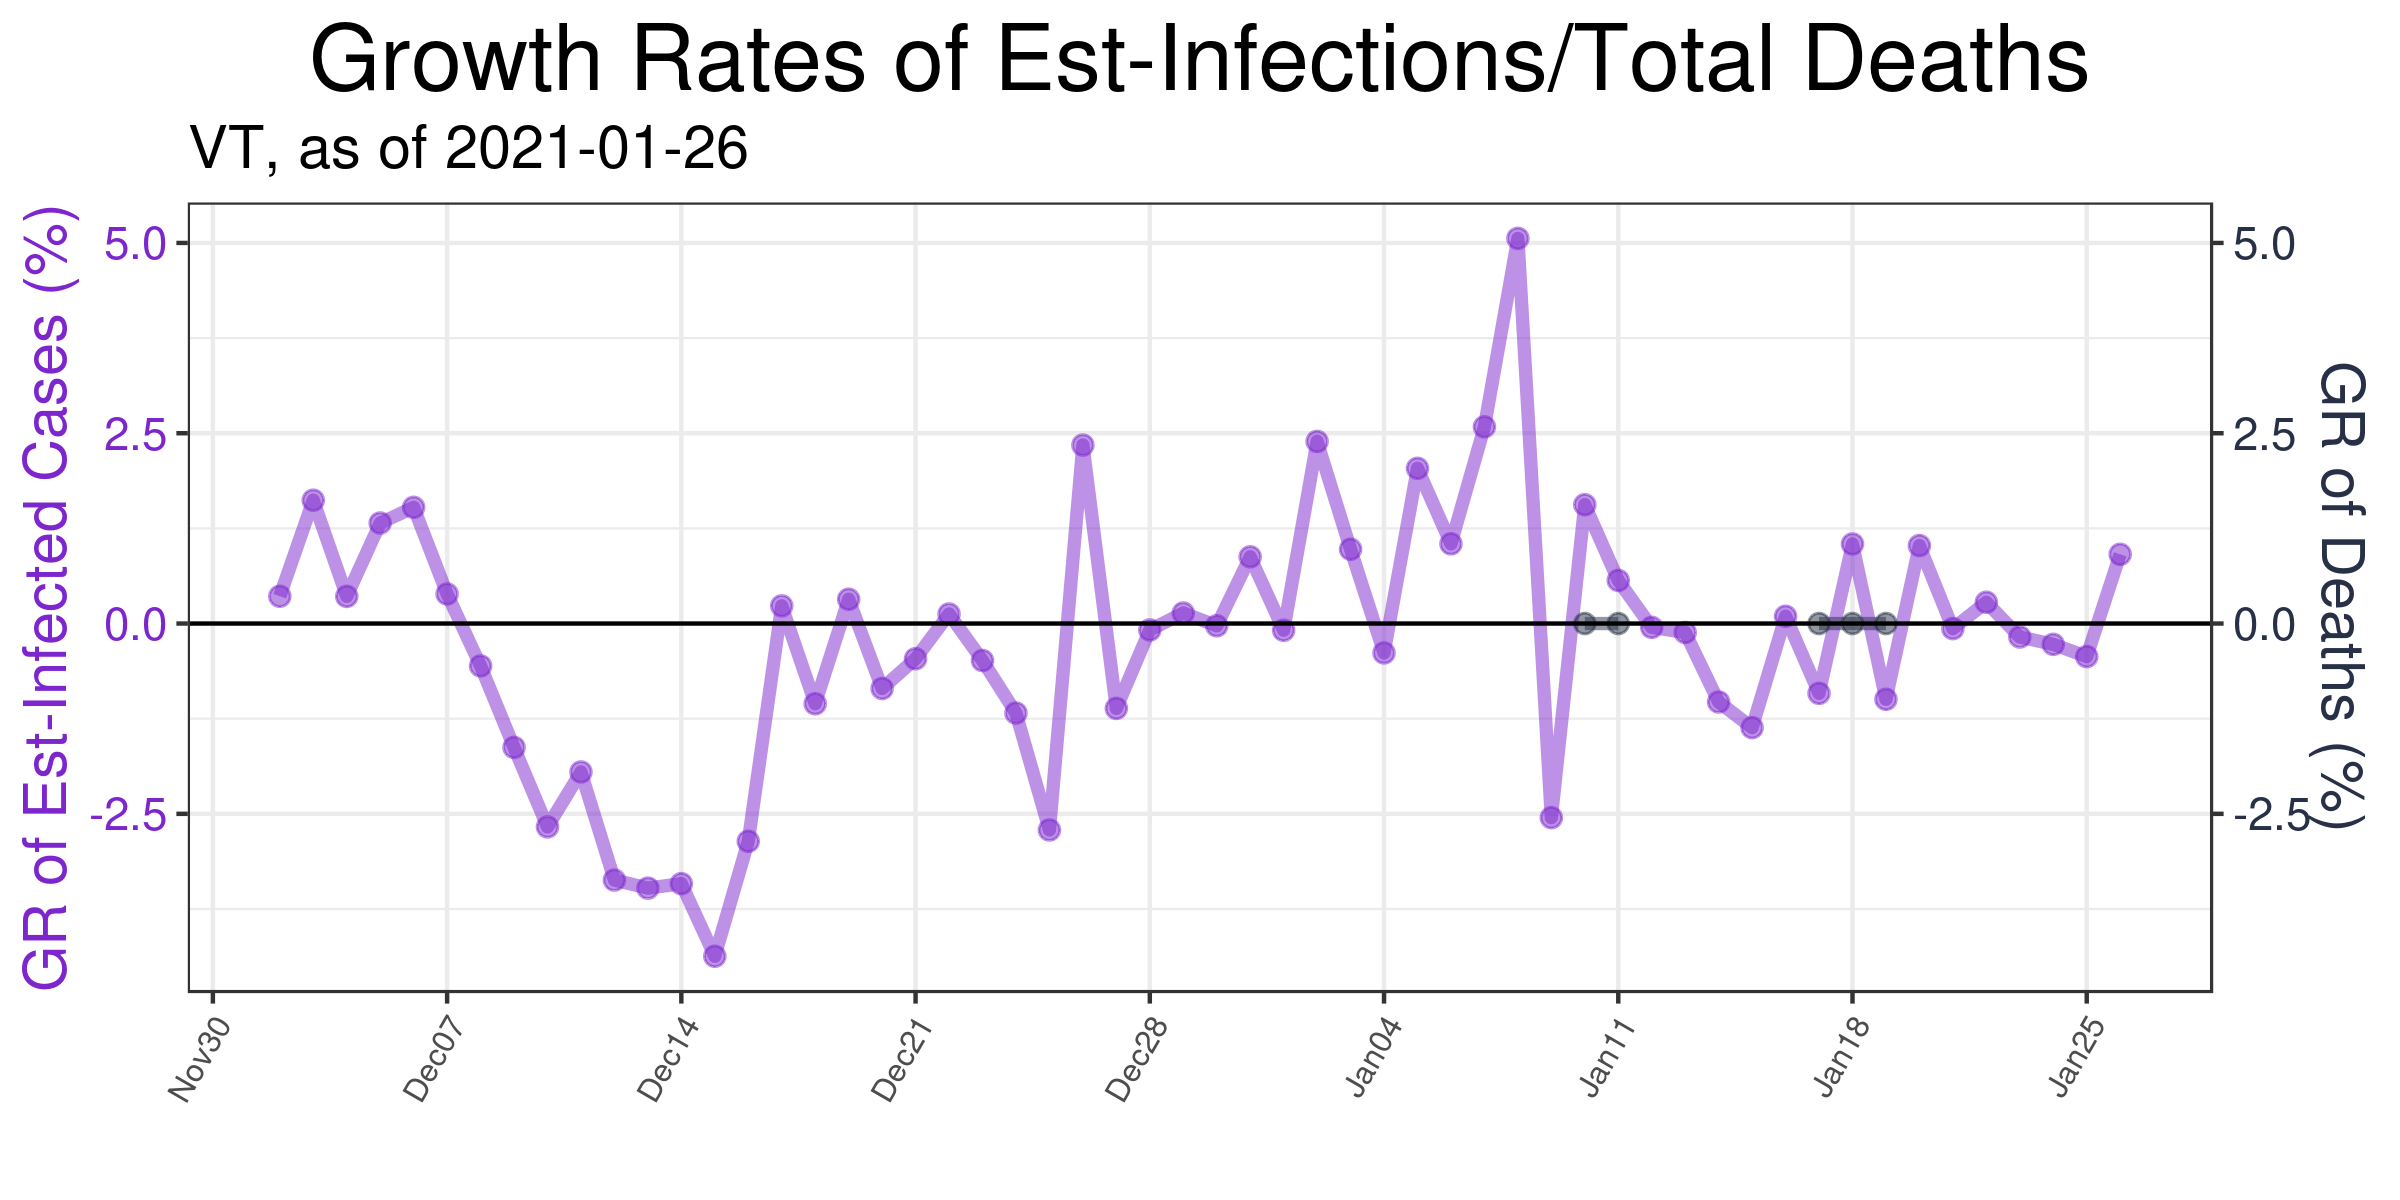 Growth Rates of Est-Infections/Total Deaths
VT, as of 2021-01-26
GR of Est-Infected Cases (%)
5.0
2.5
0.0
-2.5
5.0
2.5
0.0
-2.5
GR of Deaths (%)
Nov30
Dec07
Dec14
Dec21
Dec28
Jan04
Jan11
Jan18
Jan25